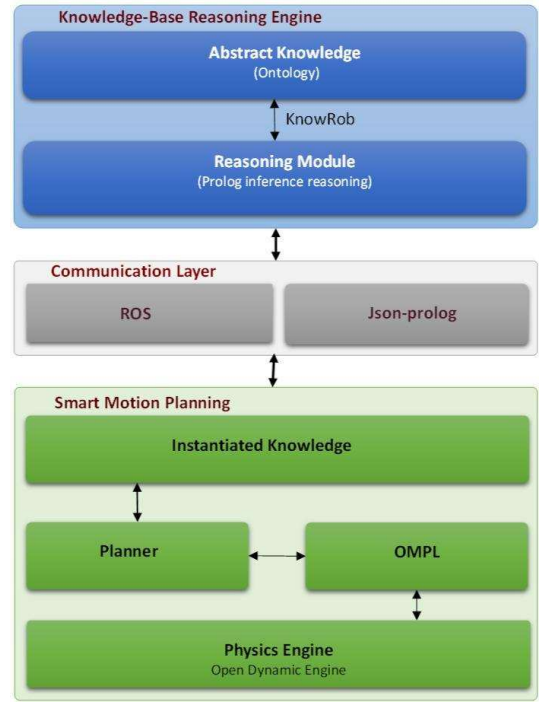 Knowledge-Base Reasoning Engine
Abstract Knowledge
(Ontology)
KnowRob
Reasoning Module
(Prolog inference reasoning)
Communication Layer
ROS
Json-prolog
Smart Motion Planning
Instantiated Knowledge
Planner
OMPL
Physics Engine
Open Dynamic Engine